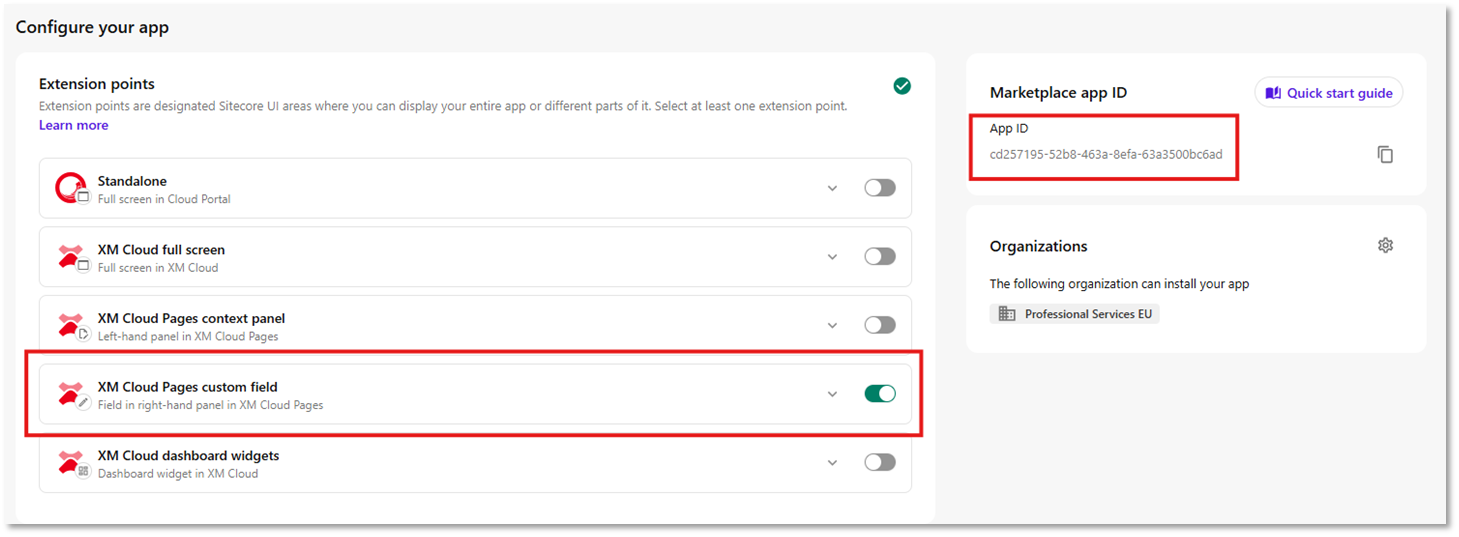 Configure your app
Extension points
Extension points are designated Sitecore UI areas where you can display your entire app or different parts of it. Select at least one extension point.
Learn more
Standalone
Full screen in Cloud Portal
XM Cloud full screen
Full screen in XM Cloud
XM Cloud Pages context panel
Left-hand panel in XM Cloud Pages
XM Cloud Pages custom field
Field in right-hand panel in XM Cloud Pages
XM Cloud dashboard widgets
Dashboard widget in XM Cloud
Marketplace app ID
Quick start guide
App ID
cd257195-52b8-463a-8efa-63a3500bc6ad
Organizations
The following organization can install your app
Professional Services EU